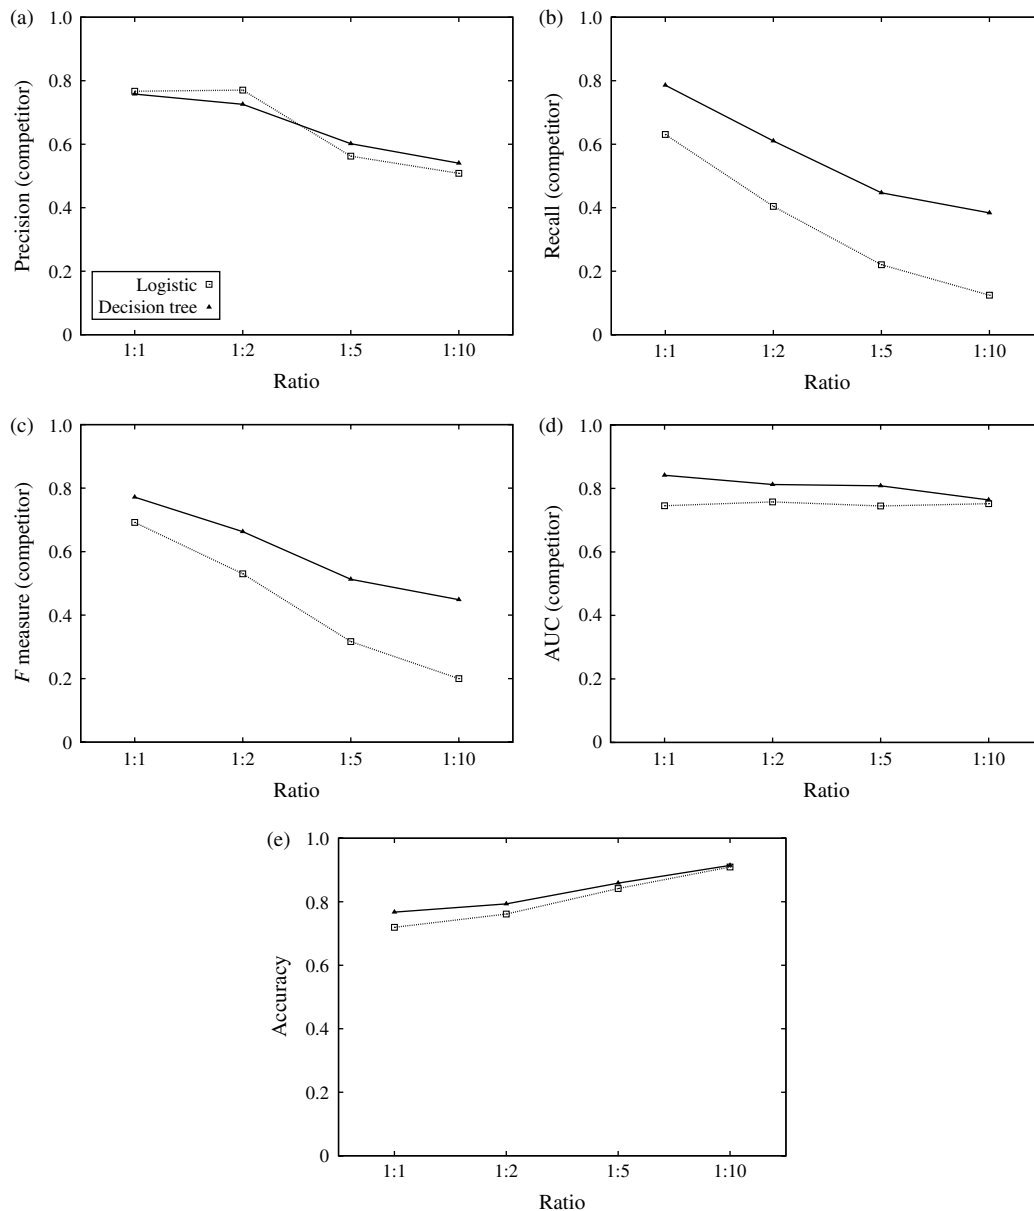 (a)
1.0
0.8
0.6
0.4
0.2
0
Precision (competitor)
Logistic
Decision tree
1:1 1:2 1:5 1:10
Ratio
(b)
1.0
0.8
0.6
0.4
0.2
0
Recall (competitor)
1:1 1:2 1:5 1:10
Ratio
(c)
1.0
0.8
0.6
0.4
0.2
0
F measure (competitor)
1:1 1:2 1:5 1:10
Ratio
(d)
1.0
0.8
0.6
0.4
0.2
0
AUC (competitor)
1:1 1:2 1:5 1:10
Ratio
(e)
1.0
0.8
0.6
0.4
0.2
0
Accuracy
1:1 1:2 1:5 1:10
Ratio